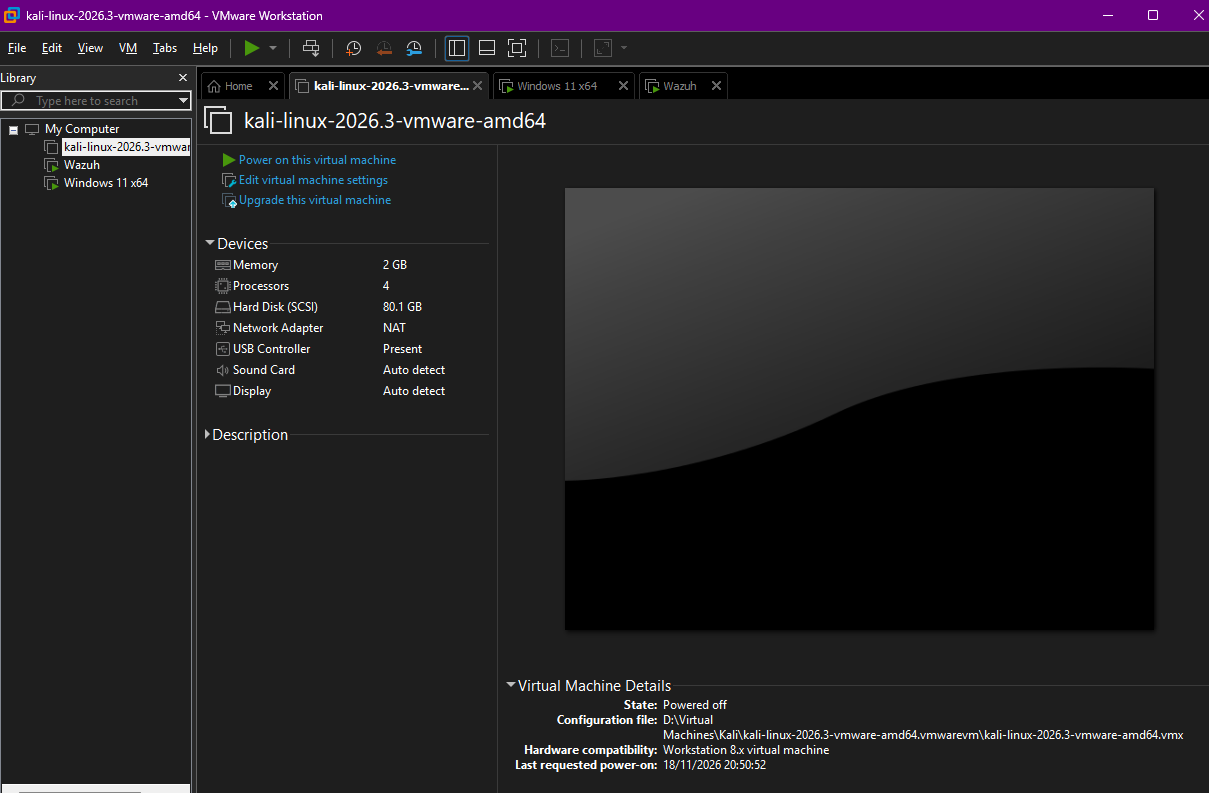 kali-linux-2026.3-vmware-amd64 - VMware Workstation
File Edit View VM Tabs Help
Library
Type here to search
My Computer
kali-linux-2026.3-vmwar
Wazuh
Windows 11 x64
Home
kali-linux-2026.3-vmware...
Windows 11 x64
Wazuh
kali-linux-2026.3-vmware-amd64
Power on this virtual machine
Edit virtual machine settings
Upgrade this virtual machine
Devices
Memory 2 GB
Processors 4
Hard Disk (SCSI) 80.1 GB
Network Adapter NAT
USB Controller Present
Sound Card Auto detect
Display Auto detect
Description
Virtual Machine Details
State: Powered off
Configuration file: D:\Virtual
Machines\Kali\kali-linux-2026.3-vmware-amd64.vmwarevm\kali-linux-2026.3-vmware-amd64.vmx
Hardware compatibility: Workstation 8.x virtual machine
Last requested power-on: 18/11/2026 20:50:52